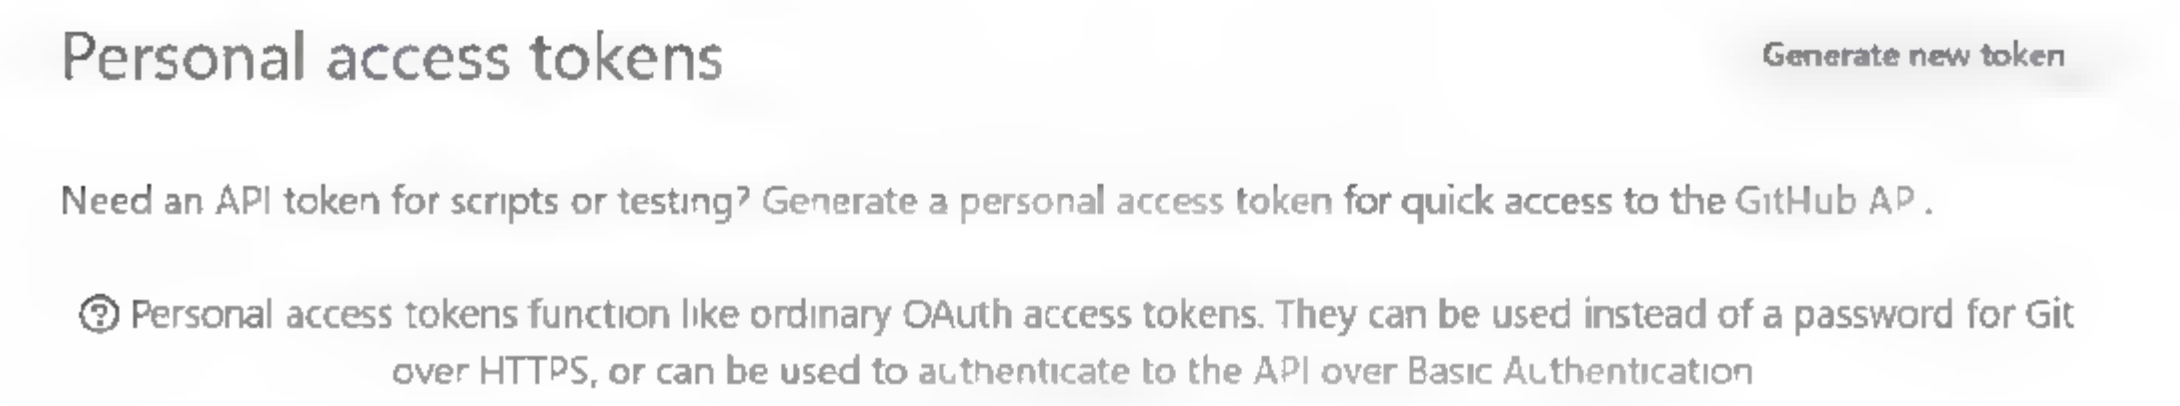 Personal access tokens
Generate new token
Need an API token for scripts or testing? Generate a personal access token for quick access to the GitHub API.
Personal access tokens function like ordinary OAuth access tokens. They can be used instead of a password for Git
over HTTPS, or can be used to authenticate to the API over Basic Authentication